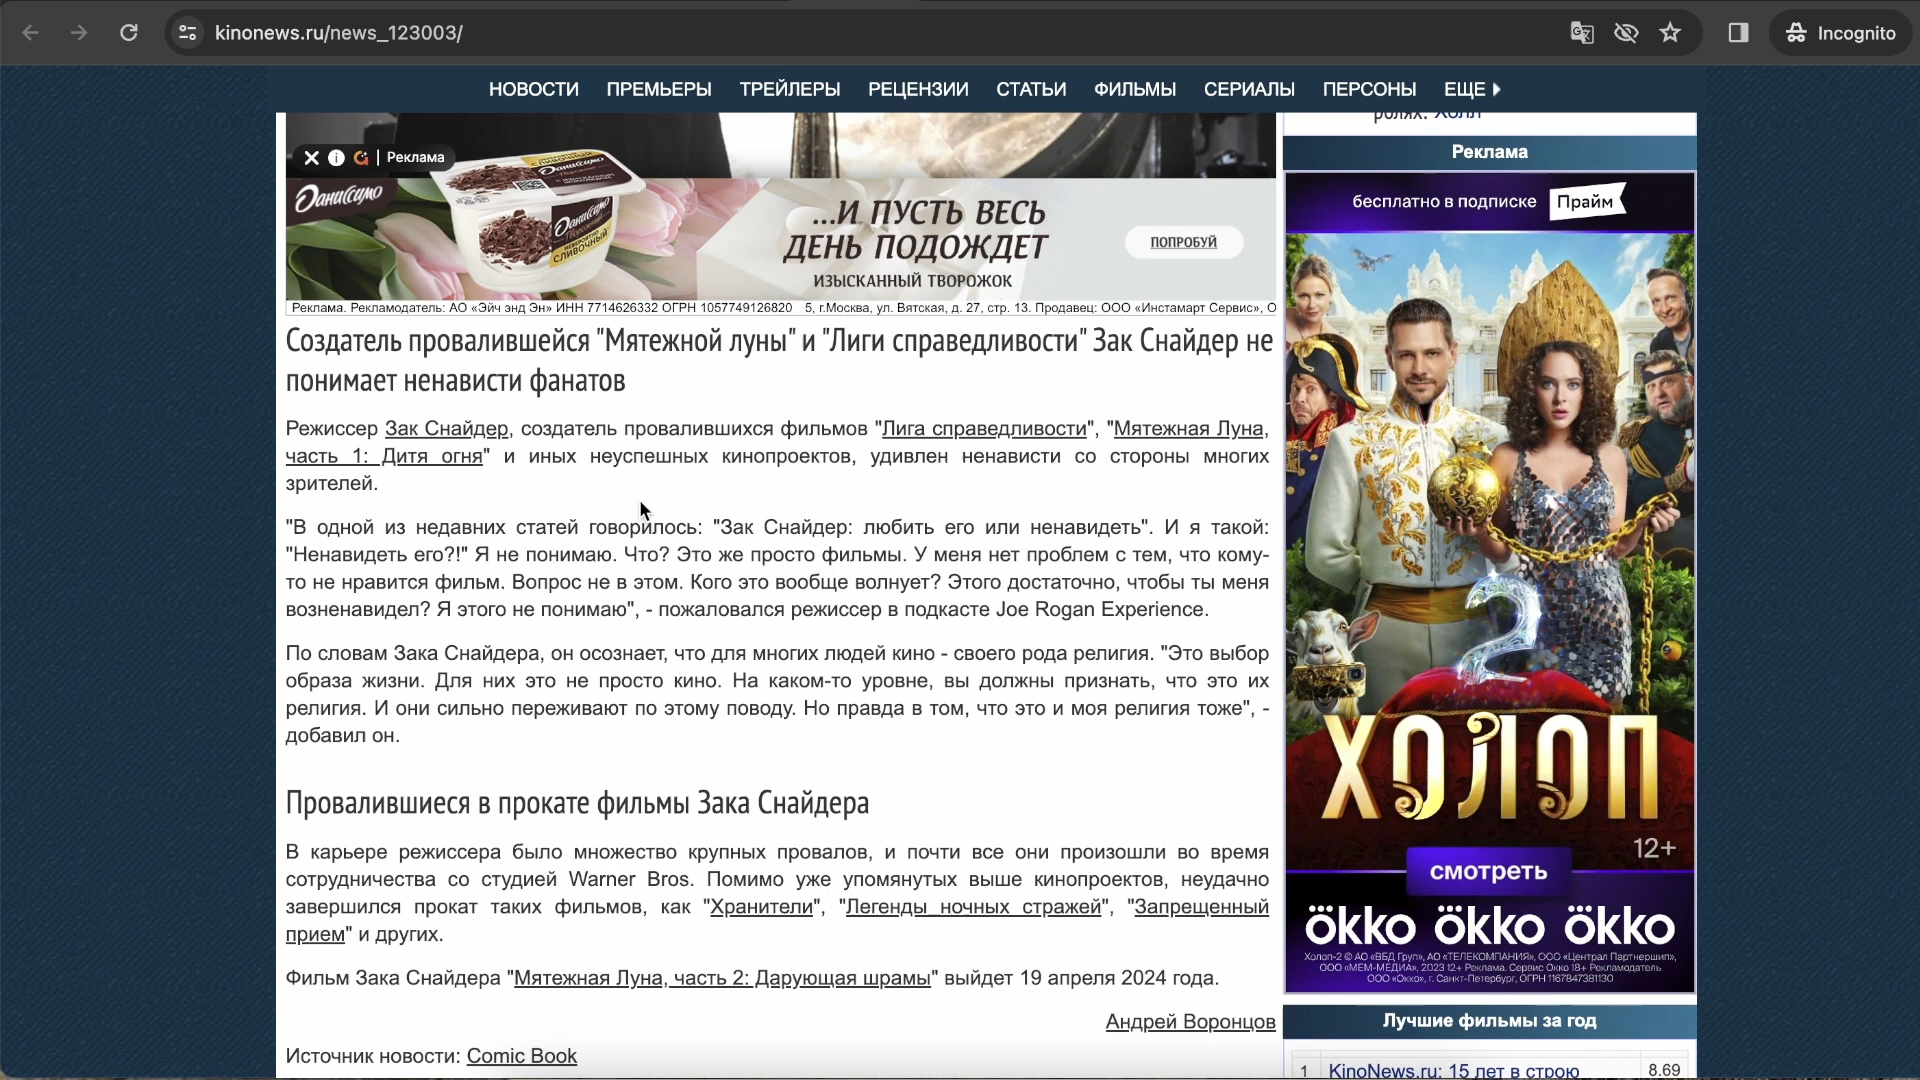 kinonews.ru/news_123003/
Incognito
НОВОСТИ ПРЕМЬЕРЫ ТРЕЙЛЕРЫ РЕЦЕНЗИИ СТАТЬИ ФИЛЬМЫ СЕРИАЛЫ ПЕРСОНЫ ЕЩЕ
Реклама
Даниссимо
...И ПУСТЬ ВЕСЬ
ДЕНЬ ПОДОЖДЕТ
ИЗЫСКАННЫЙ ТВОРОЖОК
ПОПРОБУЙ
Реклама. Рекламодатель: АО «Эйч энд Эн» ИНН 7714626332 ОГРН 1057749126820 5, г.Москва, ул. Вятская, д. 27, стр. 13. Продавец: ООО «Инстамарт Сервис», О
Создатель провалившейся "Мятежной луны" и "Лиги справедливости" Зак Снайдер не
понимает ненависти фанатов
Режиссер Зак Снайдер, создатель провалившихся фильмов "Лига справедливости", "Мятежная Луна,
часть 1: Дитя огня" и иных неуспешных кинопроектов, удивлен ненависти со стороны многих
зрителей.
"В одной из недавних статей говорилось: "Зак Снайдер: любить его или ненавидеть". И я такой:
"Ненавидеть его?!" Я не понимаю. Что? Это же просто фильмы. У меня нет проблем с тем, что кому-
то не нравится фильм. Вопрос не в этом. Кого это вообще волнует? Этого достаточно, чтобы ты меня
возненавидел? Я этого не понимаю", - пожаловался режиссер в подкасте Joe Rogan Experience.
По словам Зака Снайдера, он осознает, что для многих людей кино - своего рода религия. "Это выбор
образа жизни. Для них это не просто кино. На каком-то уровне, вы должны признать, что это их
религия. И они сильно переживают по этому поводу. Но правда в том, что это и моя религия тоже", -
добавил он.
Провалившиеся в прокате фильмы Зака Снайдера
В карьере режиссера было множество крупных провалов, и почти все они произошли во время
сотрудничества со студией Warner Bros. Помимо уже упомянутых выше кинопроектов, неудачно
завершился прокат таких фильмов, как "Хранители", "Легенды ночных стражей", "Запрещенный
прием" и других.
Фильм Зака Снайдера "Мятежная Луна, часть 2: Дарующая шрамы" выйдет 19 апреля 2024 года.
Андрей Воронцов
Источник новости: Comic Book
ролях: Холл
Реклама
бесплатно в подписке Прайм
2
ХОЛОП
12+
смотреть
okko okko okko
Холоп-2 © АО «ВБД Груп», АО «ТЕЛЕКОМПАНИЯ», ООО «Централ Партнершип»,
ООО «МЕМ-МЕДИА», 2023 12+ Реклама. Сервис Окко 18+ Рекламодатель
ООО «Окко», г. Санкт-Петербург, ОГРН 1167847381130
Лучшие фильмы за год
1 KinoNews.ru: 15 лет в строю 8.69